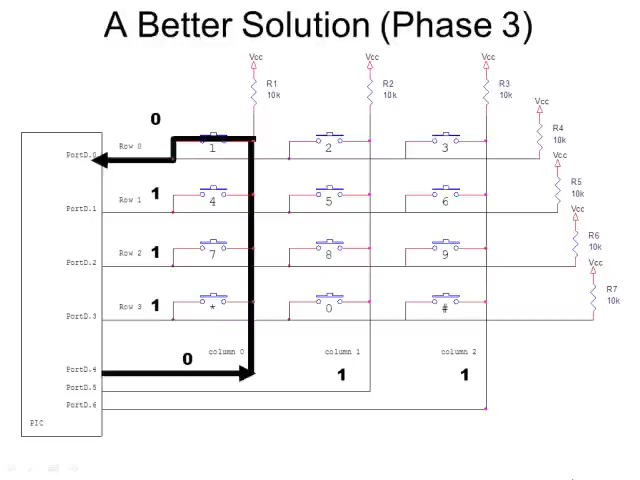 A Better Solution (Phase 3)
Vcc Vcc Vcc
R1 R2 R3
10k 10k 10k
Vcc
0
R4
10k
PortD.0 Row 0 1 2 3
Vcc
R5
10k
1
PortD.1 Row 1 4 5 6
Vcc
R6
10k
1
PortD.2 Row 2 7 8 9
Vcc
R7
10k
1
PortD.3 Row 3 * 0 #
column 0 column 1 column 2
0 1 1
PortD.4
PortD.5
PortD.6
PIC